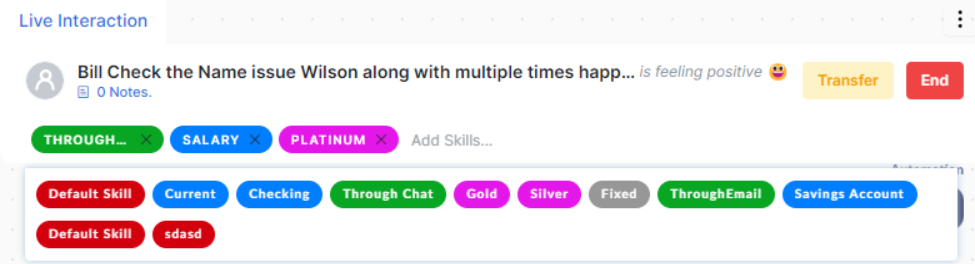 Live Interaction
Bill Check the Name issue Wilson along with multiple times happ... is feeling positive
0 Notes.
Transfer
End
THROUGH...
SALARY
PLATINUM
Add Skills...
Default Skill Current Checking Through Chat Gold Silver Fixed ThroughEmail Savings Account
Default Skill sdasd